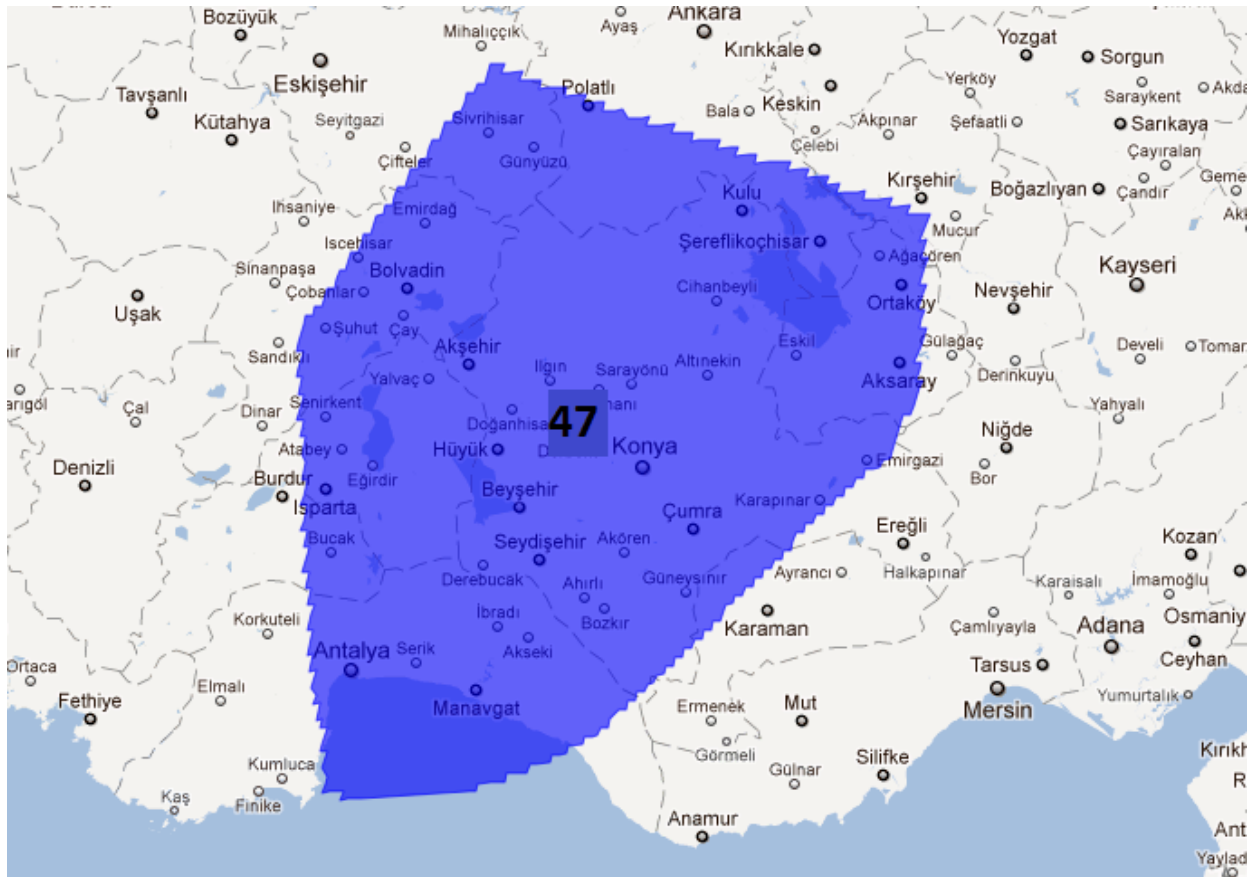 Bozüyük
Ankara
Ayaş
Mihalıççık
Kırıkkale
Yozgat
Sorgun
Eskişehir
Tavşanlı
Polatlı
Keskin
Yerköy
Saraykent
Kütahya
Seyitgazi
Sivrihisar
Bala
Akpınar
Şefaatli
Sarıkaya
Çelebi
Çifteler
Günyüzü
Çayıralan
Kırşehir
Boğazlıyan
Çandır
Kulu
Ihsaniye
Emirdağ
Mucur
Iscehisar
Şereflikoçhisar
Ağaçören
Sinanpaşa
Bolvadin
Kayseri
Çobanlar
Cihanbeyli
Ortaköy
Nevşehir
Uşak
Şuhut
Çay
Akşehir
Eskil
Gülağaç
Sandıklı
Develi
Ilgın
Sarayönü
Altınekin
Derinkuyu
Yalvaç
Aksaray
Çal
Dinar
Senirkent
Yahyalı
47
Niğde
Atabey
Hüyük
Konya
Emirgazi
Denizli
Burdur
Eğirdir
Bor
Isparta
Beyşehir
Karapınar
Çumra
Ereğli
Kozan
Bucak
Seydişehir
Akören
Derebucak
Ayrancı
Halkapınar
Karaisalı
İmamoğlu
Ahırlı
Güneysınır
Korkuteli
İbradı
Bozkır
Karaman
Çamlıyayla
Adana
Antalya
Serik
Akseki
Ceyhan
Ortaca
Tarsus
Elmalı
Fethiye
Manavgat
Ermenek
Mut
Mersin
Yumurtalık
Görmeli
Kumluca
Gülnar
Silifke
Kaş
Finike
Anamur